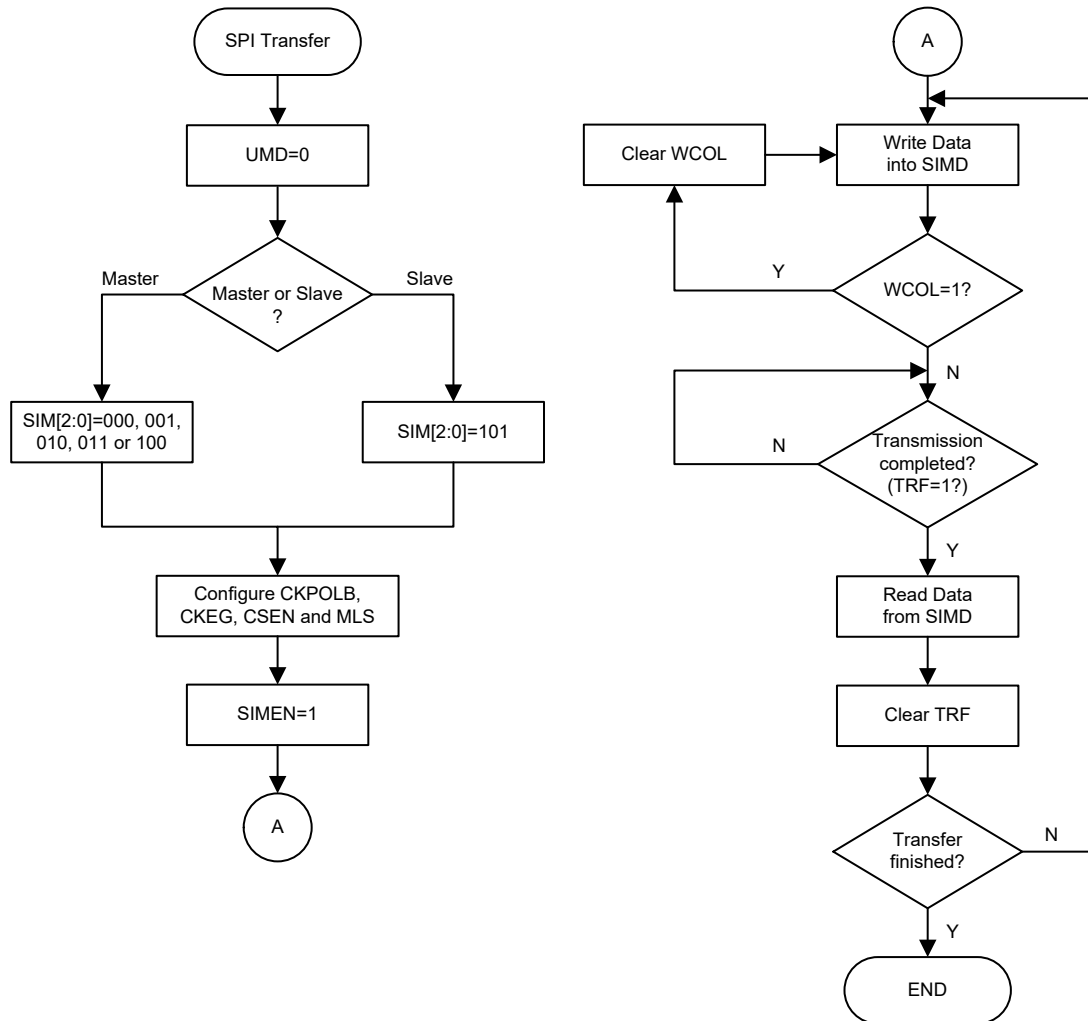 SPI Transfer
UMD=0
Master
Master or Slave
?
Slave
SIM[2:0]=000, 001,
010, 011 or 100
SIM[2:0]=101
Configure CKPOLB,
CKEG, CSEN and MLS
SIMEN=1
A
A
Clear WCOL
Write Data
into SIMD
Y
WCOL=1?
N
N
Transmission
completed?
(TRF=1?)
Y
Read Data
from SIMD
Clear TRF
Transfer
finished?
N
Y
END